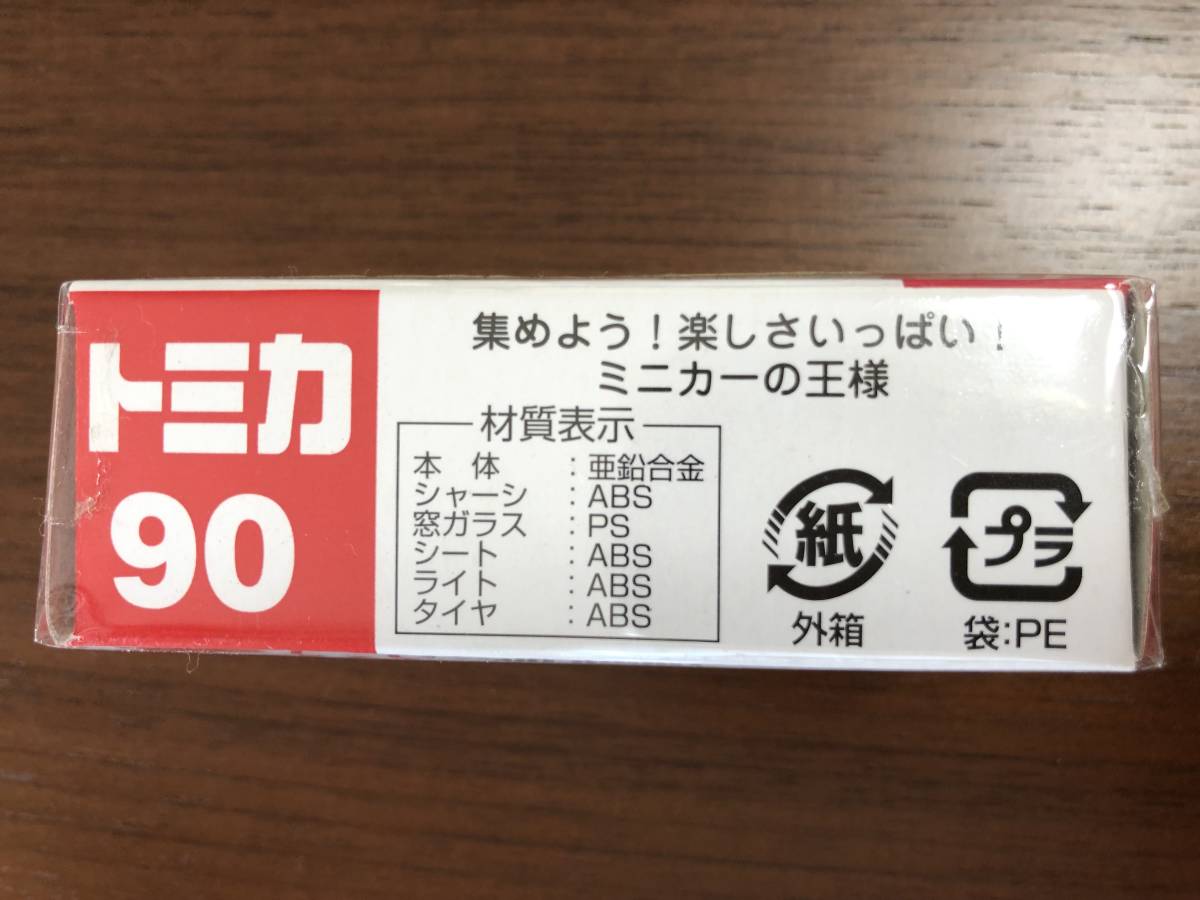 トミカ
90
集めよう！楽しさいっぱい！
ミニカーの王様
材質表示
本体：亜鉛合金
シャーシ：ABS
窓ガラス：PS
シート：ABS
ライト：ABS
タイヤ：ABS
紙
外箱
プラ
袋:PE